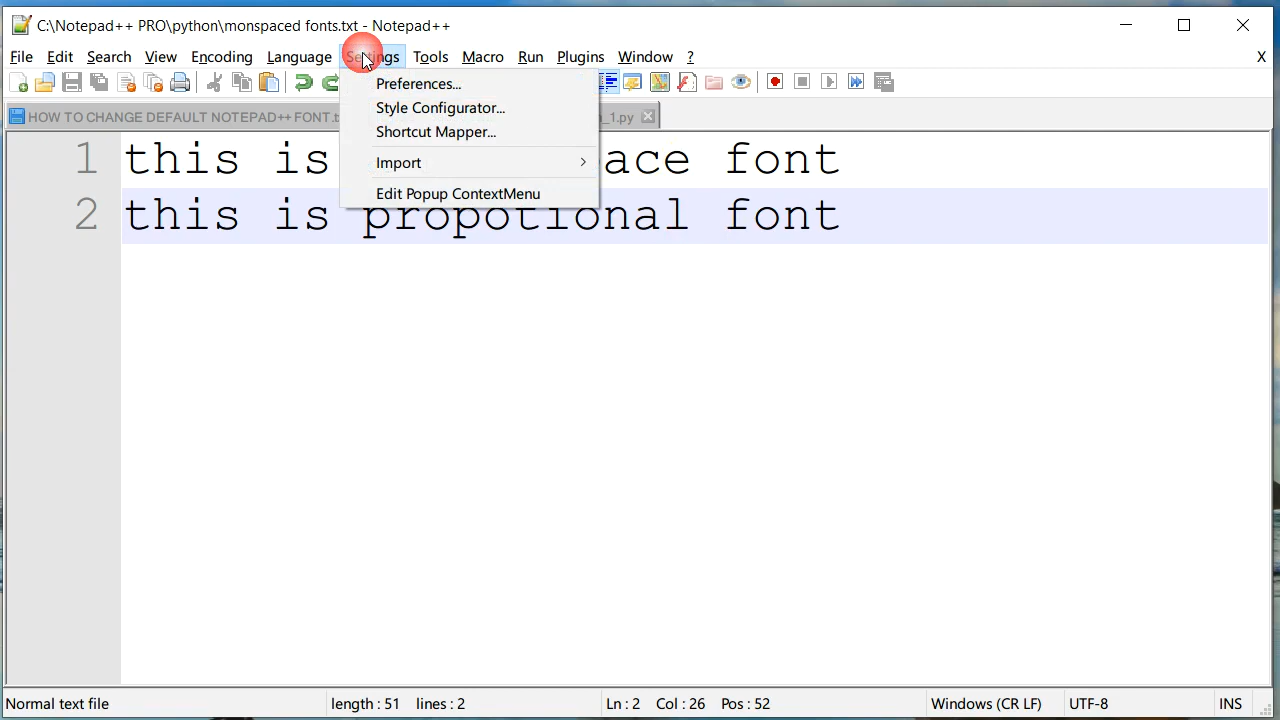 C:\Notepad++ PRO\python\monspaced fonts.txt - Notepad++
File Edit Search View Encoding Language Settings Tools Macro Run Plugins Window ? X
Preferences...
Style Configurator...
Shortcut Mapper...
Import
Edit Popup ContextMenu
HOW TO CHANGE DEFAULT NOTEPAD++ FONT.t _1.py
1 this is ace font
2 this is propotional font
Normal text file length : 51 lines : 2 Ln : 2 Col : 26 Pos : 52 Windows (CR LF) UTF-8 INS